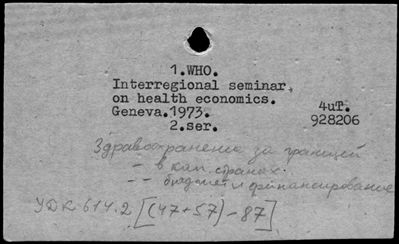 1.WHO.
Interregional seminar,
on health economics.
Geneva.1973. 4uT.
2.ser. 928206
Здравоохранение за границей
– в кап. странах.
– – бюджет и финансирование
УДК 614.2 [(47+57)–87]